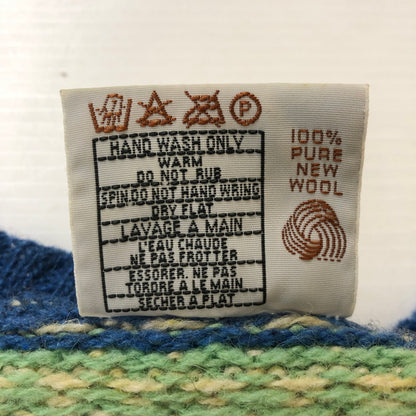 P
HAND WASH ONLY
WARM
DO NOT RUB
SPIN DO NOT HAND WRING
DRY FLAT
LAVAGE A MAIN
L'EAU CHAUDE
NE PAS FROTTER
ESSORER. NE PAS
TORDRE A LE MAIN
SECHER A PLAT
100%
PURE
NEW
WOOL